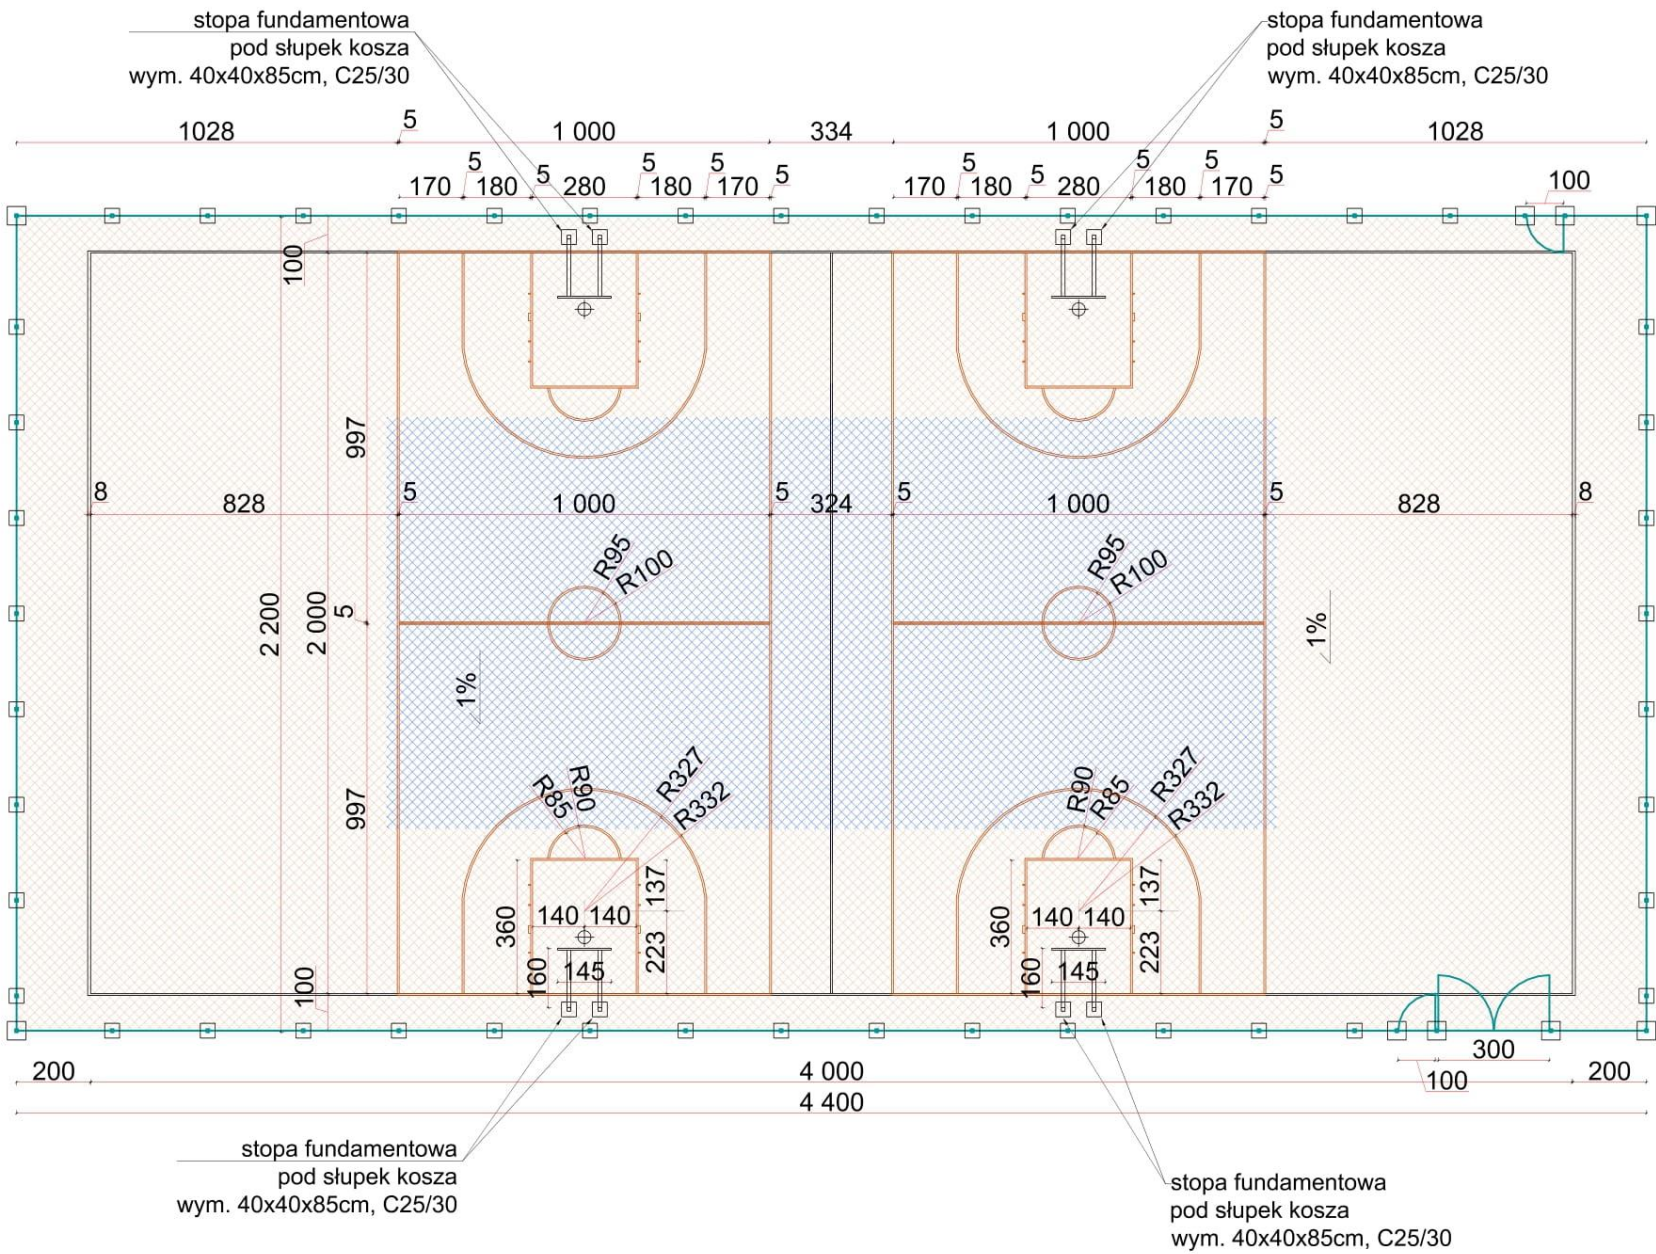 stopa fundamentowa
pod słupek kosza
wym. 40x40x85cm, C25/30
stopa fundamentowa
pod słupek kosza
wym. 40x40x85cm, C25/30
1028
5
1 000
334
1 000
5
1028
170
5
180
5
280
5
180
5
170
5
170
5
180
5
280
5
180
5
170
5
100
100
997
8
828
5
1 000
5
324
5
1 000
5
828
8
R95
R100
R95
R100
2 200
2 000
5
1%
1%
997
R85
R90
R327
R332
R90
R85
R327
R332
360
140
140
137
223
160
145
360
140
140
137
223
160
145
100
300
100
200
4 000
200
4 400
stopa fundamentowa
pod słupek kosza
wym. 40x40x85cm, C25/30
stopa fundamentowa
pod słupek kosza
wym. 40x40x85cm, C25/30